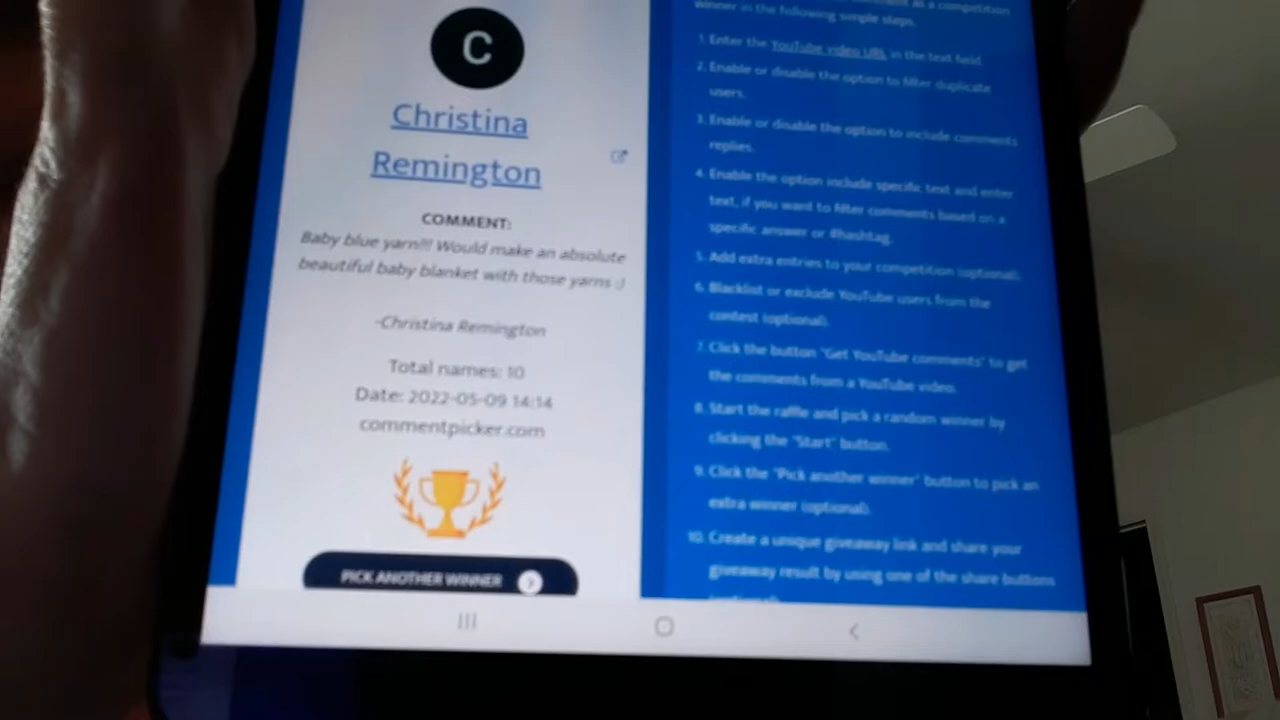 C
Christina
Remington
COMMENT:
Baby blue yarn!!! Would make an absolute
beautiful baby blanket with those yarns :)
-Christina Remington
Total names: 10
Date: 2022-05-09 14:14
commentpicker.com
PICK ANOTHER WINNER
as a competition
winner in the following simple steps.
1. Enter the YouTube video URL in the text field.
2. Enable or disable the option to filter duplicate
users.
3. Enable or disable the option to include comments
replies.
4. Enable the option include specific text and enter
text, if you want to filter comments based on a
specific answer or #hashtag.
5. Add extra entries to your competition (optional).
6. Blacklist or exclude YouTube users from the
contest (optional).
7. Click the button "Get YouTube comments" to get
the comments from a YouTube video.
8. Start the raffle and pick a random winner by
clicking the "Start" button.
9. Click the "Pick another winner" button to pick an
extra winner (optional).
10. Create a unique giveaway link and share your
giveaway result by using one of the share buttons
(optional).